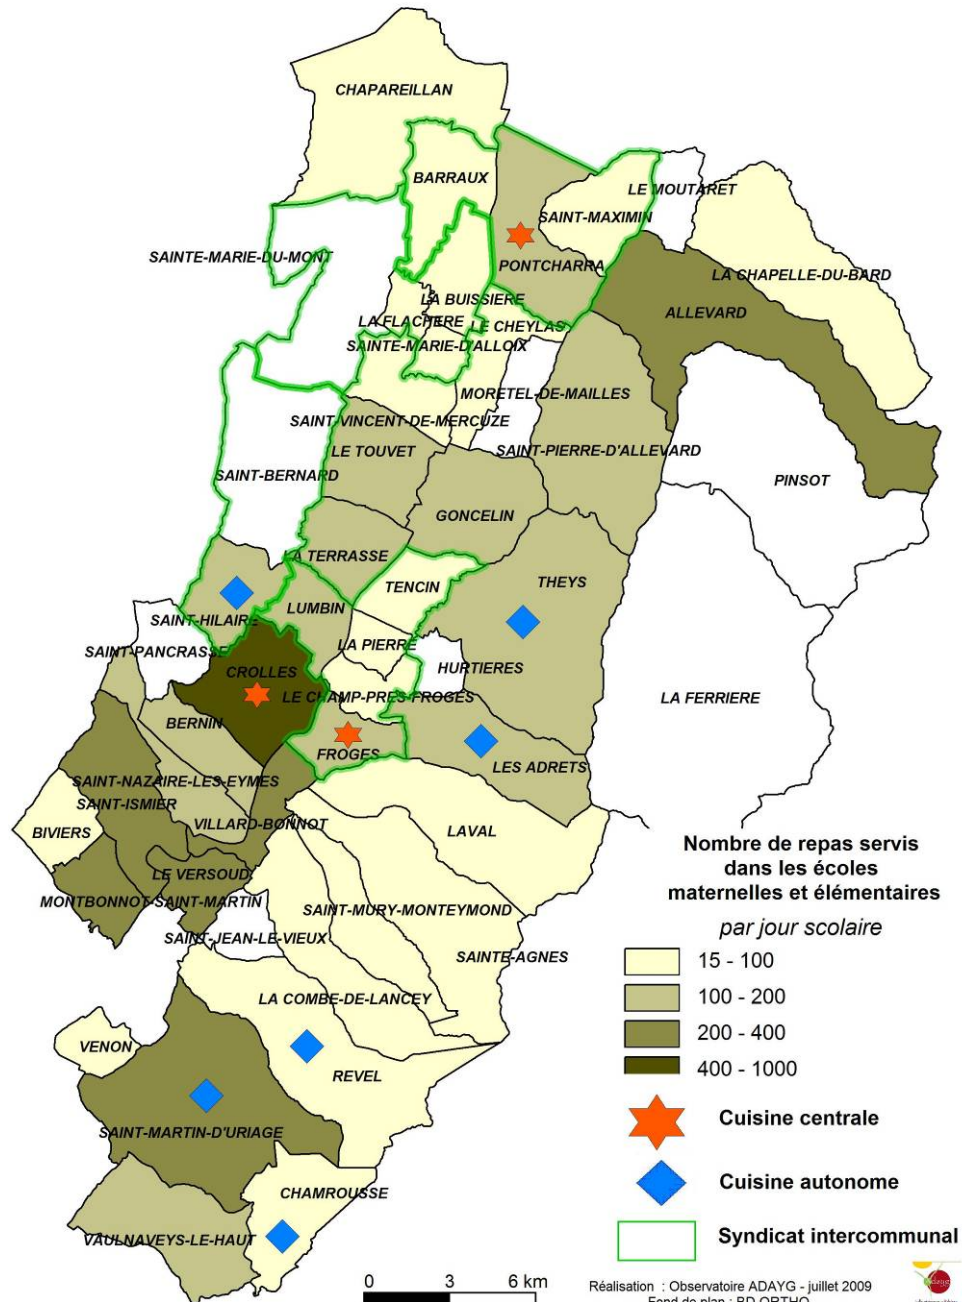 CHAPAREILLAN
BARRAUX
LE MOUTARET
SAINT-MAXIMIN
SAINTE-MARIE-DU-MONT
PONTCHARRA
LA CHAPELLE-DU-BARD
LA BUISSIERE
ALLEVARD
LA FLACHERE
LE CHEYLAS
SAINTE-MARIE-D'ALLOIX
MORETEL-DE-MAILLES
SAINT-VINCENT-DE-MERCUZE
LE TOUVET
SAINT-PIERRE-D'ALLEVARD
SAINT-BERNARD
PINSOT
GONCELIN
LA TERRASSE
TENCIN
THEYS
LUMBIN
SAINT-HILAIRE
LA PIERRE
SAINT-PANCRASSE
HURTIERES
CROLLES
LE CHAMP-PRES-FROGES
LA FERRIERE
BERNIN
FROGES
LES ADRETS
SAINT-NAZAIRE-LES-EYMES
SAINT-ISMIER
VILLARD-BONNOT
BIVIERS
LAVAL
LE VERSOUD
MONTBONNOT-SAINT-MARTIN
SAINT-MURY-MONTEYMOND
SAINT-JEAN-LE-VIEUX
SAINTE-AGNES
LA COMBE-DE-LANCEY
VENON
REVEL
SAINT-MARTIN-D'URIAGE
CHAMROUSSE
VAULNAVEYS-LE-HAUT
Nombre de repas servis
dans les écoles
maternelles et élémentaires
par jour scolaire
15 - 100
100 - 200
200 - 400
400 - 1000
Cuisine centrale
Cuisine autonome
Syndicat intercommunal
0 3 6 km
Réalisation : Observatoire ADAYG - juillet 2009
Fond de plan : BD ORTHO